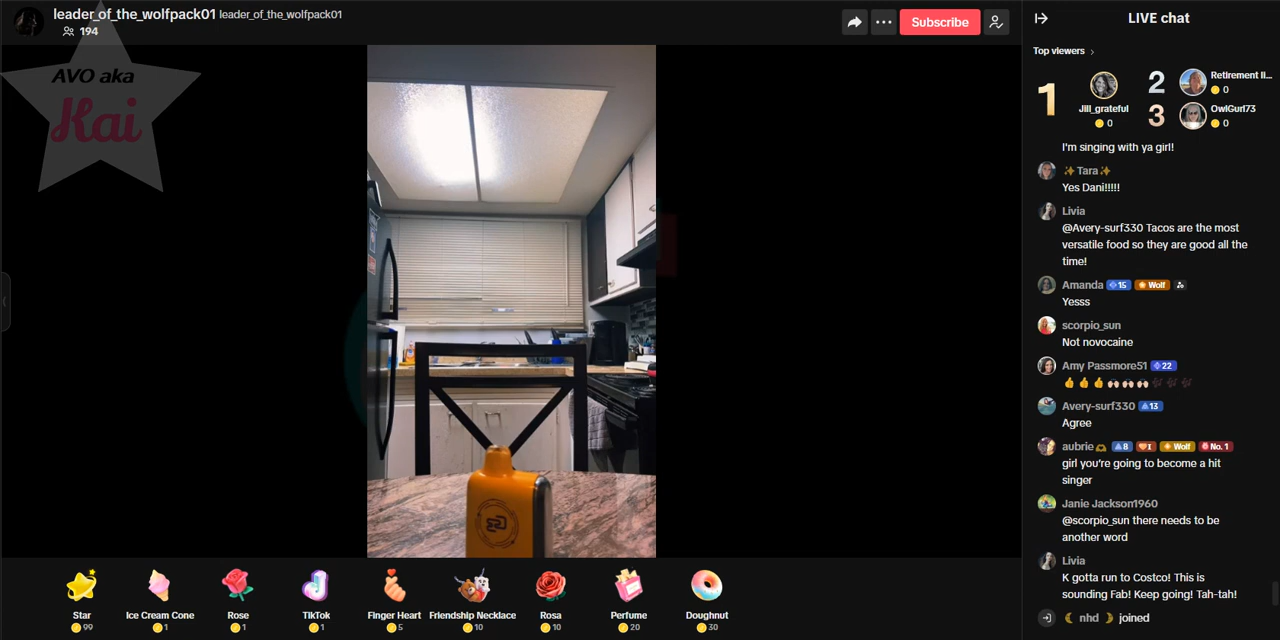 leader_of_the_wolfpack01 leader_of_the_wolfpack01
194
Subscribe
AVO aka
Kai
LIVE chat
Top viewers
1
Jill_grateful
0
2
Retirement li...
0
3
OwlGurl73
0
I'm singing with ya girl!
Tara
Yes Dani!!!!!
Livia
@Avery-surf330 Tacos are the most
versatile food so they are good all the
time!
Amanda 15 Wolf
Yesss
scorpio_sun
Not novocaine
Amy Passmore51 22
Avery-surf330 13
Agree
aubrie 8 I Wolf No. 1
girl you're going to become a hit
singer
Janie Jackson1960
@scorpio_sun there needs to be
another word
Livia
K gotta run to Costco! This is
sounding Fab! Keep going! Tah-tah!
nhd joined
Star
99
Ice Cream Cone
1
Rose
1
TikTok
1
Finger Heart
5
Friendship Necklace
10
Rosa
10
Perfume
20
Doughnut
30